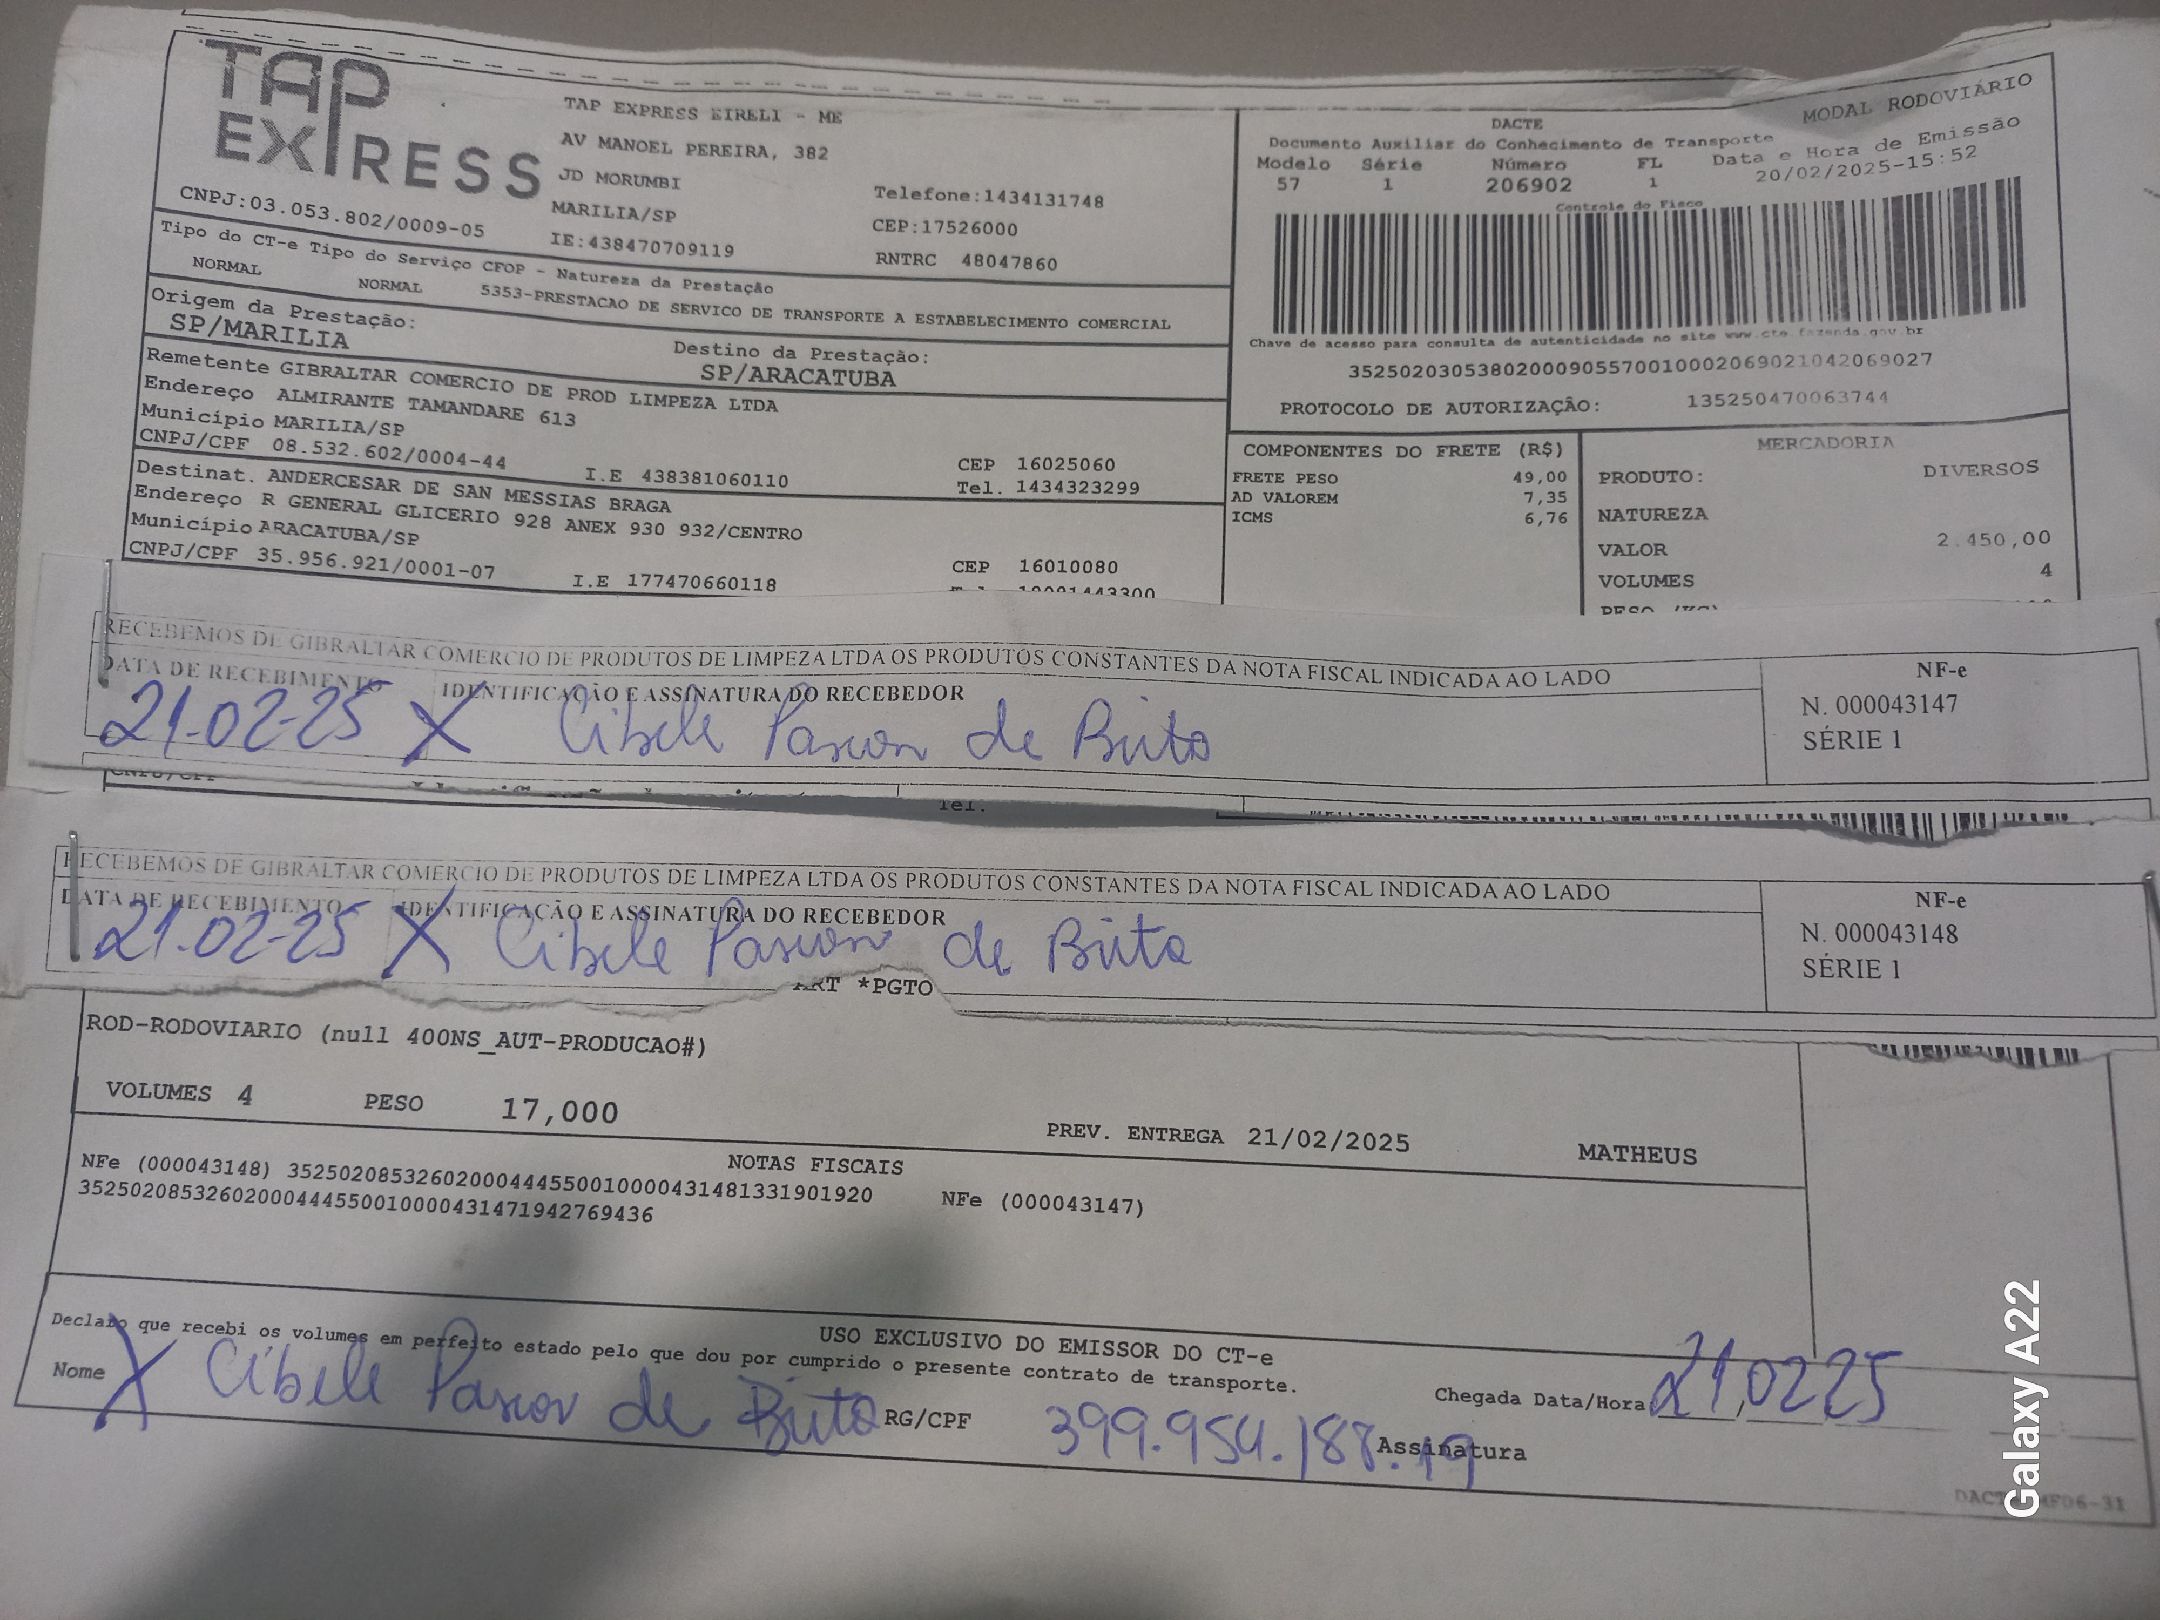 TAP EXPRESS
TAP EXPRESS EIRELI - ME
AV MANOEL PEREIRA, 382
JD MORUMBI
MARILIA/SP
IE:438470709119
Telefone:1434131748
CEP:17526000
RNTRC 48047860
CNPJ:03.053.802/0009-05
DACTE
MODAL RODOVIÁRIO
Documento Auxiliar do Conhecimento de Transporte
Modelo Série Número FL Data e Hora de Emissão
57 1 206902 1 20/02/2025-15:52
Controle do Fisco
Chave de acesso para consulta de autenticidade no site www.cte.fazenda.gov.br
35250203053802000905570010002069021042069027
PROTOCOLO DE AUTORIZAÇÃO: 135250470063744
Tipo do CT-e Tipo do Serviço CFOP - Natureza da Prestação
NORMAL NORMAL 5353-PRESTACAO DE SERVICO DE TRANSPORTE A ESTABELECIMENTO COMERCIAL
Origem da Prestação: Destino da Prestação:
SP/MARILIA SP/ARACATUBA
Remetente GIBRALTAR COMERCIO DE PROD LIMPEZA LTDA
Endereço ALMIRANTE TAMANDARE 613
Município MARILIA/SP CEP 16025060
CNPJ/CPF 08.532.602/0004-44 I.E 438381060110 Tel. 1434323299
Destinat. ANDERCESAR DE SAN MESSIAS BRAGA
Endereço R GENERAL GLICERIO 928 ANEX 930 932/CENTRO
Município ARACATUBA/SP CEP 16010080
CNPJ/CPF 35.956.921/0001-07 I.E 177470660118
COMPONENTES DO FRETE (R$)
FRETE PESO 49,00
AD VALOREM 7,35
ICMS 6,76
MERCADORIA
PRODUTO: DIVERSOS
NATUREZA
VALOR 2.450,00
VOLUMES 4
RECEBEMOS DE GIBRALTAR COMERCIO DE PRODUTOS DE LIMPEZA LTDA OS PRODUTOS CONSTANTES DA NOTA FISCAL INDICADA AO LADO
DATA DE RECEBIMENTO IDENTIFICAÇÃO E ASSINATURA DO RECEBEDOR
21-02-25 X Cibele de Brito
NF-e
N. 000043147
SÉRIE 1
CNPJ/CPF
Tel.
RECEBEMOS DE GIBRALTAR COMERCIO DE PRODUTOS DE LIMPEZA LTDA OS PRODUTOS CONSTANTES DA NOTA FISCAL INDICADA AO LADO
DATA DE RECEBIMENTO IDENTIFICAÇÃO E ASSINATURA DO RECEBEDOR
21-02-25 X Cibele de Brito
NF-e
N. 000043148
SÉRIE 1
*PGTO
ROD-RODOVIARIO (null 400NS_AUT-PRODUCAO#)
VOLUMES 4 PESO 17,000 PREV. ENTREGA 21/02/2025 MATHEUS
NOTAS FISCAIS
NFe (000043148) 35250208532602000444550010000431481331901920 NFe (000043147)
35250208532602000444550010000431471942769436
USO EXCLUSIVO DO EMISSOR DO CT-e
Declaro que recebi os volumes em perfeito estado pelo que dou por cumprido o presente contrato de transporte.
Nome X Cibele de Brito RG/CPF 399.954.188.19 Assinatura
Chegada Data/Hora 21,02 25
Galaxy A22